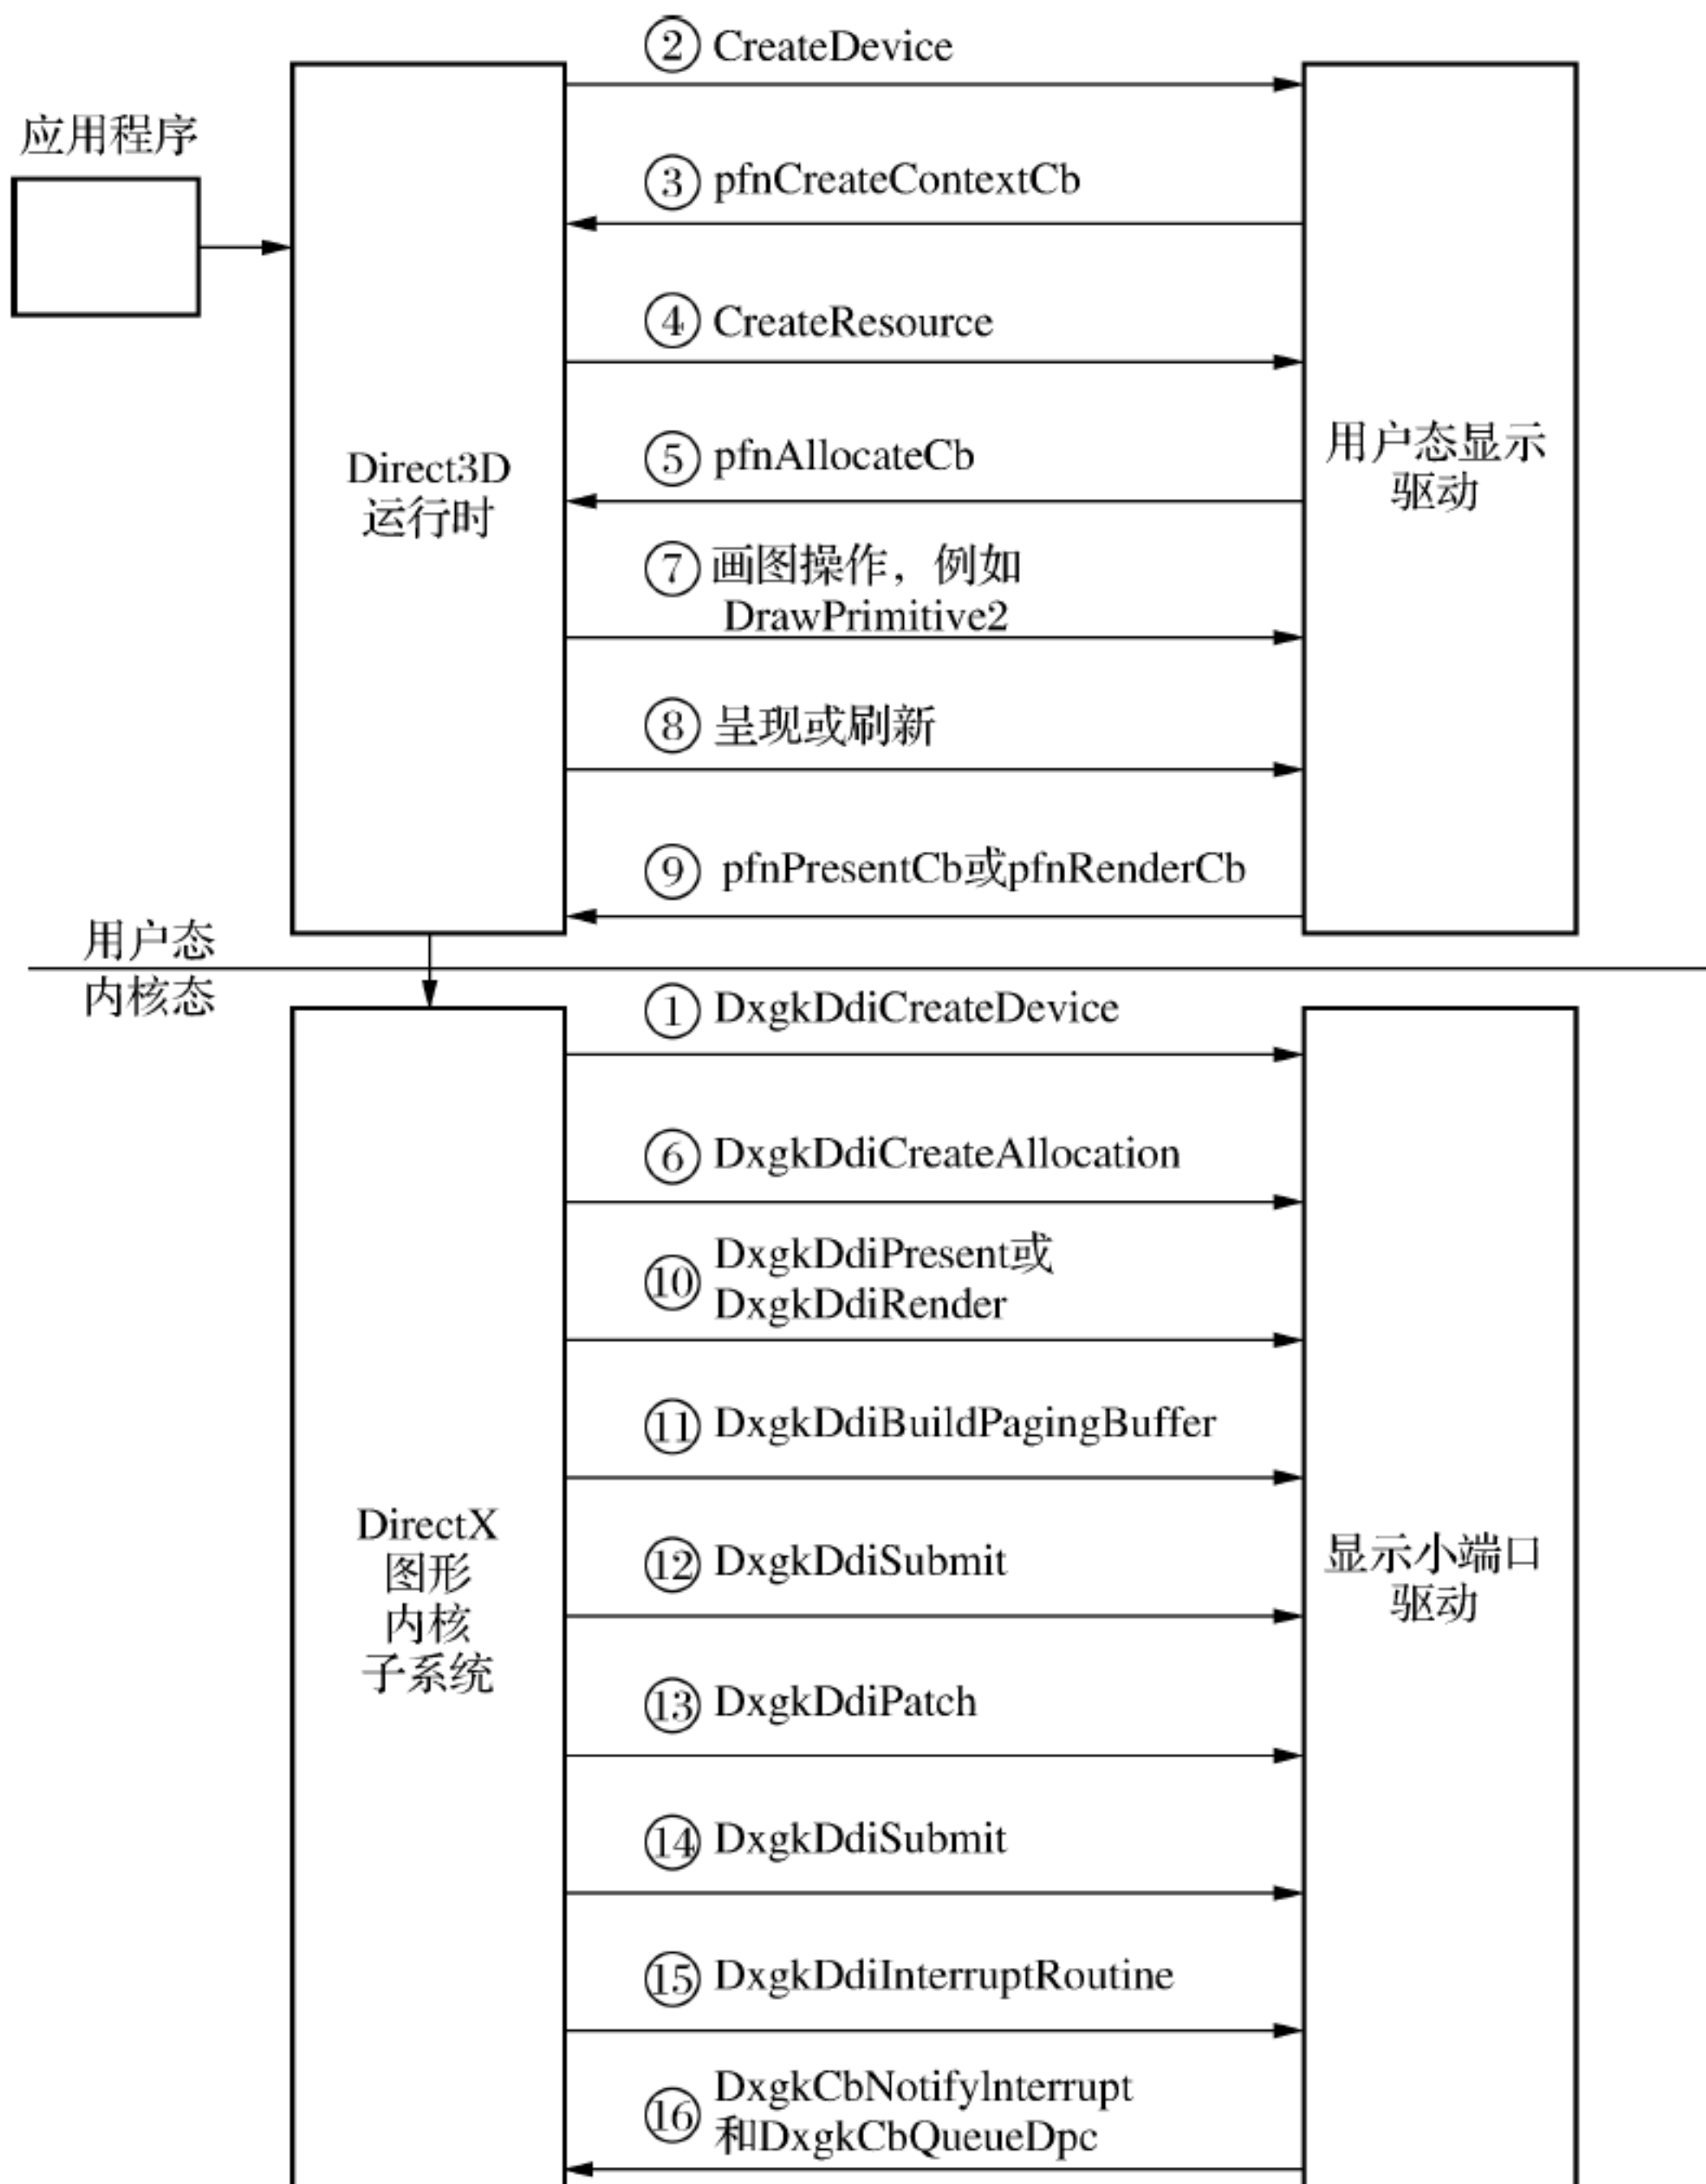 ② CreateDevice
应用程序
③ pfnCreateContextCb
④ CreateResource
Direct3D
运行时
用户态显示
驱动
⑤ pfnAllocateCb
⑦ 画图操作，例如
DrawPrimitive2
⑧ 呈现或刷新
⑨ pfnPresentCb或pfnRenderCb
用户态
内核态
① DxgkDdiCreateDevice
⑥ DxgkDdiCreateAllocation
⑩ DxgkDdiPresent或
DxgkDdiRender
⑪ DxgkDdiBuildPagingBuffer
DirectX
图形
内核
子系统
显示小端口
驱动
⑫ DxgkDdiSubmit
⑬ DxgkDdiPatch
⑭ DxgkDdiSubmit
⑮ DxgkDdiInterruptRoutine
⑯ DxgkCbNotifylnterrupt
和DxgkCbQueueDpc